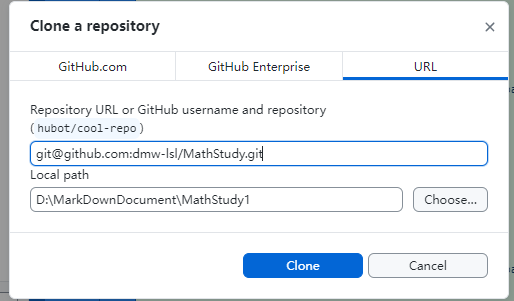 Clone a repository
GitHub.com
GitHub Enterprise
URL
Repository URL or GitHub username and repository
(hubot/cool-repo)
git@github.com:dmw-lsl/MathStudy.git
Local path
D:\MarkDownDocument\MathStudy1
Choose...
Clone
Cancel